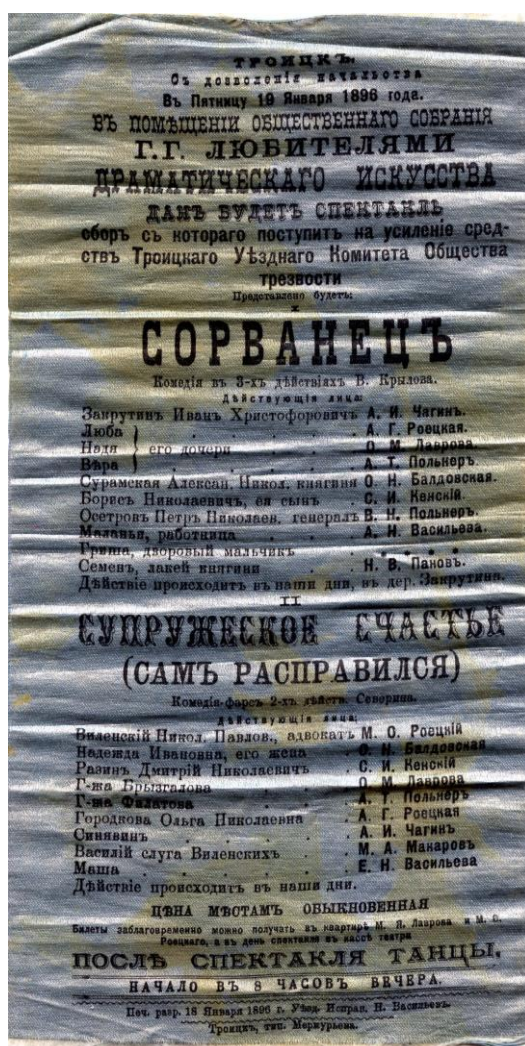 ТРОИЦКЪ.
Съ дозволенія начальства
Въ Пятницу 19 Января 1896 года.
ВЪ ПОМѢЩЕНІИ ОБЩЕСТВЕННАГО СОБРАНІЯ
Г.Г. ЛЮБИТЕЛЯМИ
ДРАМАТИЧЕСКАГО ИСКУССТВА
ДАНЪ БУДЕТЪ СПЕКТАКЛЬ
сборъ съ котораго поступитъ на усиленіе сред-
ствъ Троицкаго Уѣзднаго Комитета Общества
трезвости
Представлено будетъ:
I
СОРВАНЕЦЪ
Комедія въ 3-хъ дѣйствіяхъ В. Крылова.
Дѣйствующія лица:
Закрутинъ Иванъ Христофоровичъ А. И. Чагинъ.
Люба } . . . . А. Г. Роецкая.
Надя } его дочери . . . О. М. Лаврова
Вѣра } . . . . А. Т. Польнеръ.
Сурамская Алексан. Никол. княгиня О. Н. Балдовская.
Борисъ Николаевичъ, ея сынъ . С. И. Кенскій.
Осетровъ Петръ Николаев. генералъ В. Н. Польнеръ.
Маланья, работница . . . А. Н. Васильева.
Гриша, дворовый мальчикъ . . . . .
Семенъ, лакей княгини . . Н. В. Пановъ.
Дѣйствіе происходитъ въ наши дни, въ дер. Закрутина.
II
СУПРУЖЕСКОЕ СЧАСТЬЕ
(САМЪ РАСПРАВИЛСЯ)
Комедія-фарсъ 2-хъ дѣйств. Северина.
Дѣйствующія лица:
Виленскій Никол. Павлов., адвокатъ М. О. Роецкій
Надежда Ивановна, его жена . О. Н. Балдовская
Разинъ Дмитрій Николаевичъ . С. И. Кенскій
Г-жа Брызгалова . . . О. М. Лаврова
Г-жа Филатова . . . А. Т. Польнеръ
Городкова Ольга Николаевна . А. Г. Роецкая
Синявинъ . . . . А. И. Чагинъ
Василій слуга Виленскихъ . . М. А. Макаровъ
Маша . . . . . Е. Н. Васильева
Дѣйствіе происходитъ въ наши дни.
ЦѢНА МѢСТАМЪ ОБЫКНОВЕННАЯ
Билеты заблаговременно можно получать въ квартирѣ М. Я. Лаврова и М. О.
Роецкаго, а въ день спектакля въ кассѣ театра
ПОСЛѢ СПЕКТАКЛЯ ТАНЦЫ.
НАЧАЛО ВЪ 8 ЧАСОВЪ ВЕЧЕРА.
Печ. разр. 18 Января 1896 г. Уѣзд. Исправ. Н. Васильевъ.
Троицкъ, тип. Меркурьева.